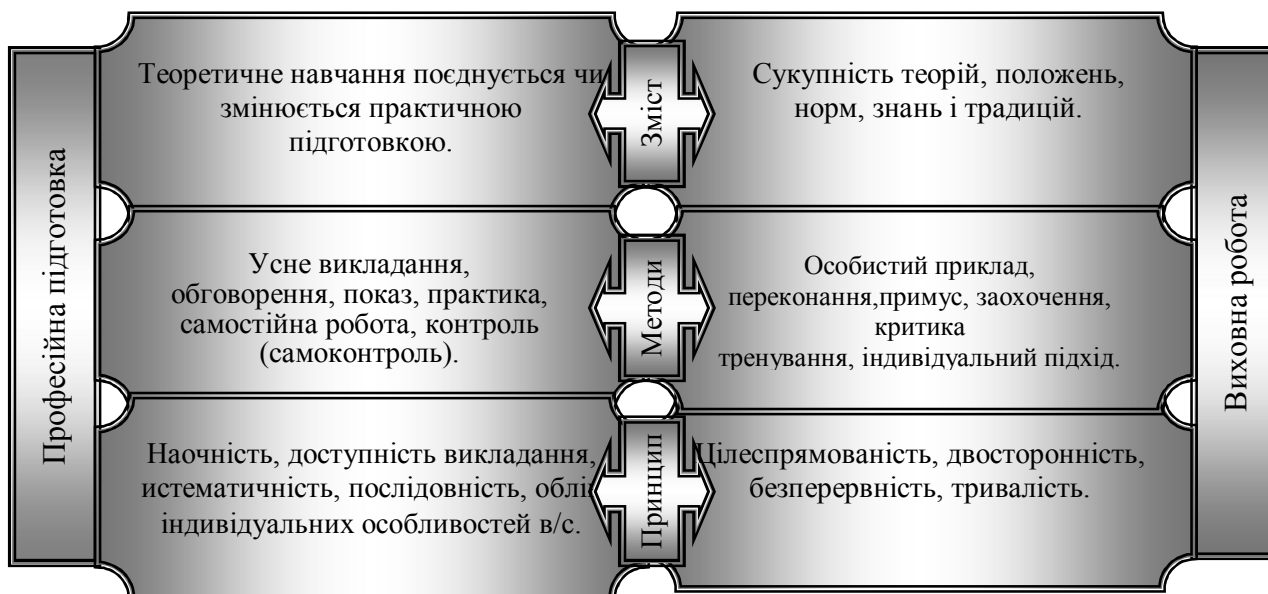 Професійна підготовка
Теоретичне навчання поєднується чи
змінюється практичною
підготовкою.
Зміст
Сукупність теорій, положень,
норм, знань і традицій.
Усне викладання,
обговорення, показ, практика,
самостійна робота, контроль
(самоконтроль).
Методи
Особистий приклад,
переконання,примус, заохочення,
критика
тренування, індивідуальний підхід.
Наочність, доступність викладання,
истематичність, послідовність, облік
індивідуальних особливостей в/с.
Принцип
Цілеспрямованість, двосторонність,
безперервність, тривалість.
Виховна робота